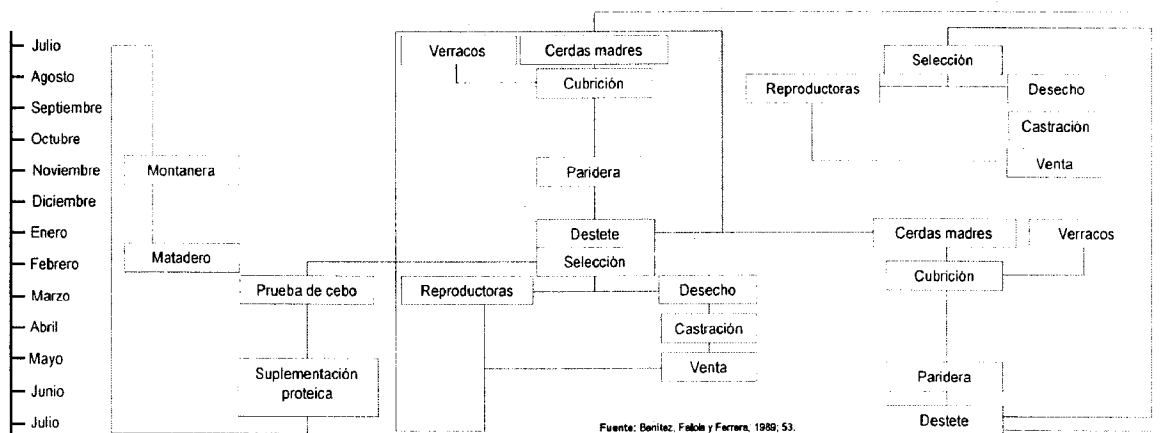 Julio
Agosto
Septiembre
Octubre
Noviembre
Diciembre
Enero
Febrero
Marzo
Abril
Mayo
Junio
Julio
Montanera
Matadero
Prueba de cebo
Suplementación
proteica
Verracos
Cerdas madres
Cubrición
Paridera
Destete
Selección
Reproductoras
Desecho
Castración
Venta
Selección
Reproductoras
Desecho
Castración
Venta
Cerdas madres
Verracos
Cubrición
Paridera
Destete
Fuente: Benítez, y Ferrera, 1989; 53.